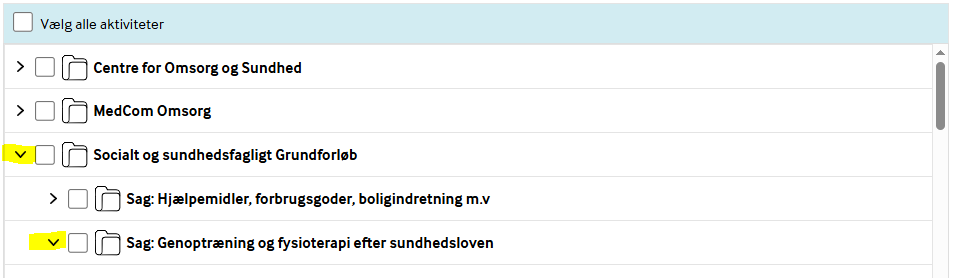 Vælg alle aktiviteter
Centre for Omsorg og Sundhed
MedCom Omsorg
Socialt og sundhedsfagligt Grundforløb
Sag: Hjælpemidler, forbrugsgoder, boligindretning m.v
Sag: Genoptræning og fysioterapi efter sundhedsloven